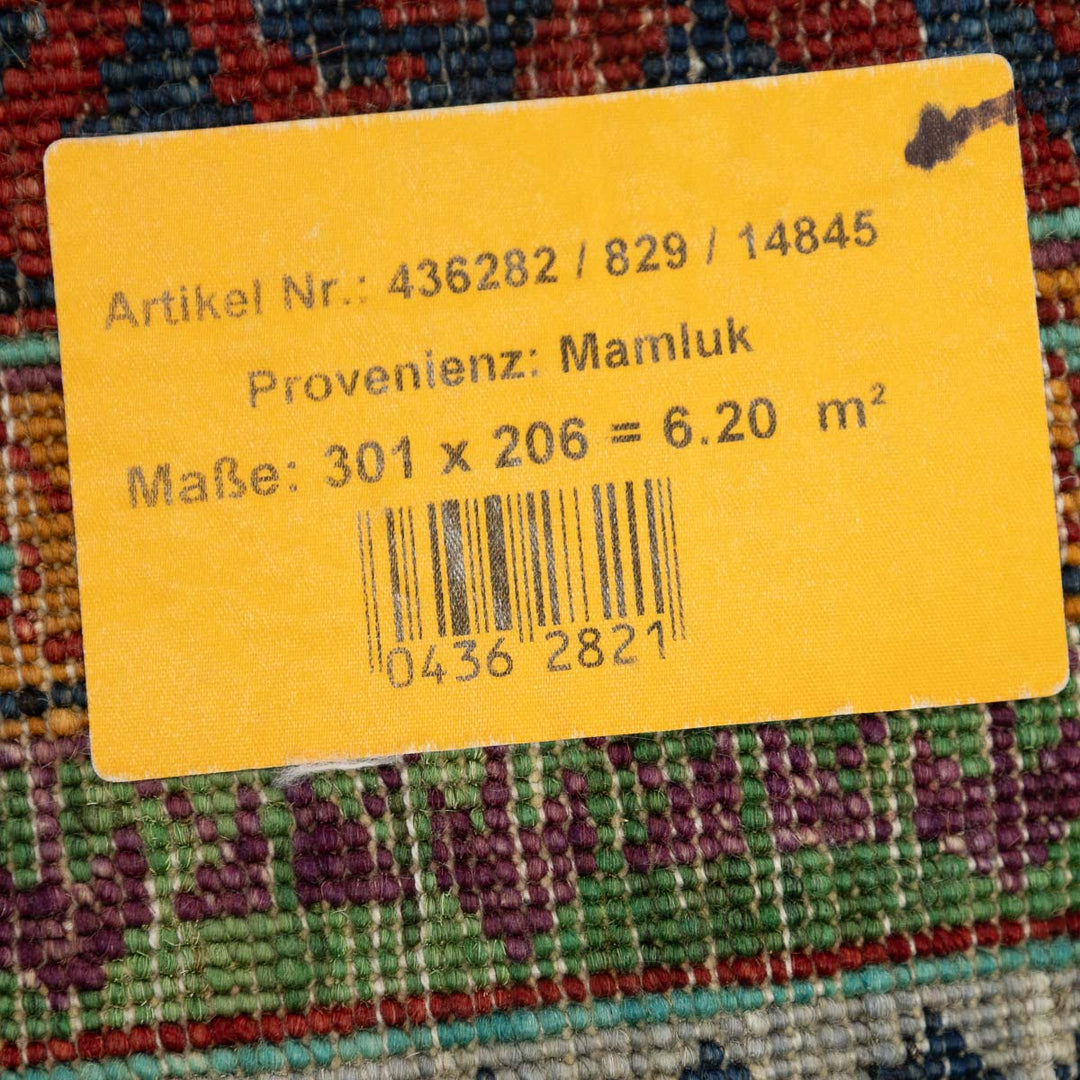 Artikel Nr.: 436282 / 829 / 14845
Provenienz: Mamluk
Maße: 301 x 206 = 6.20 m²
0436 2821